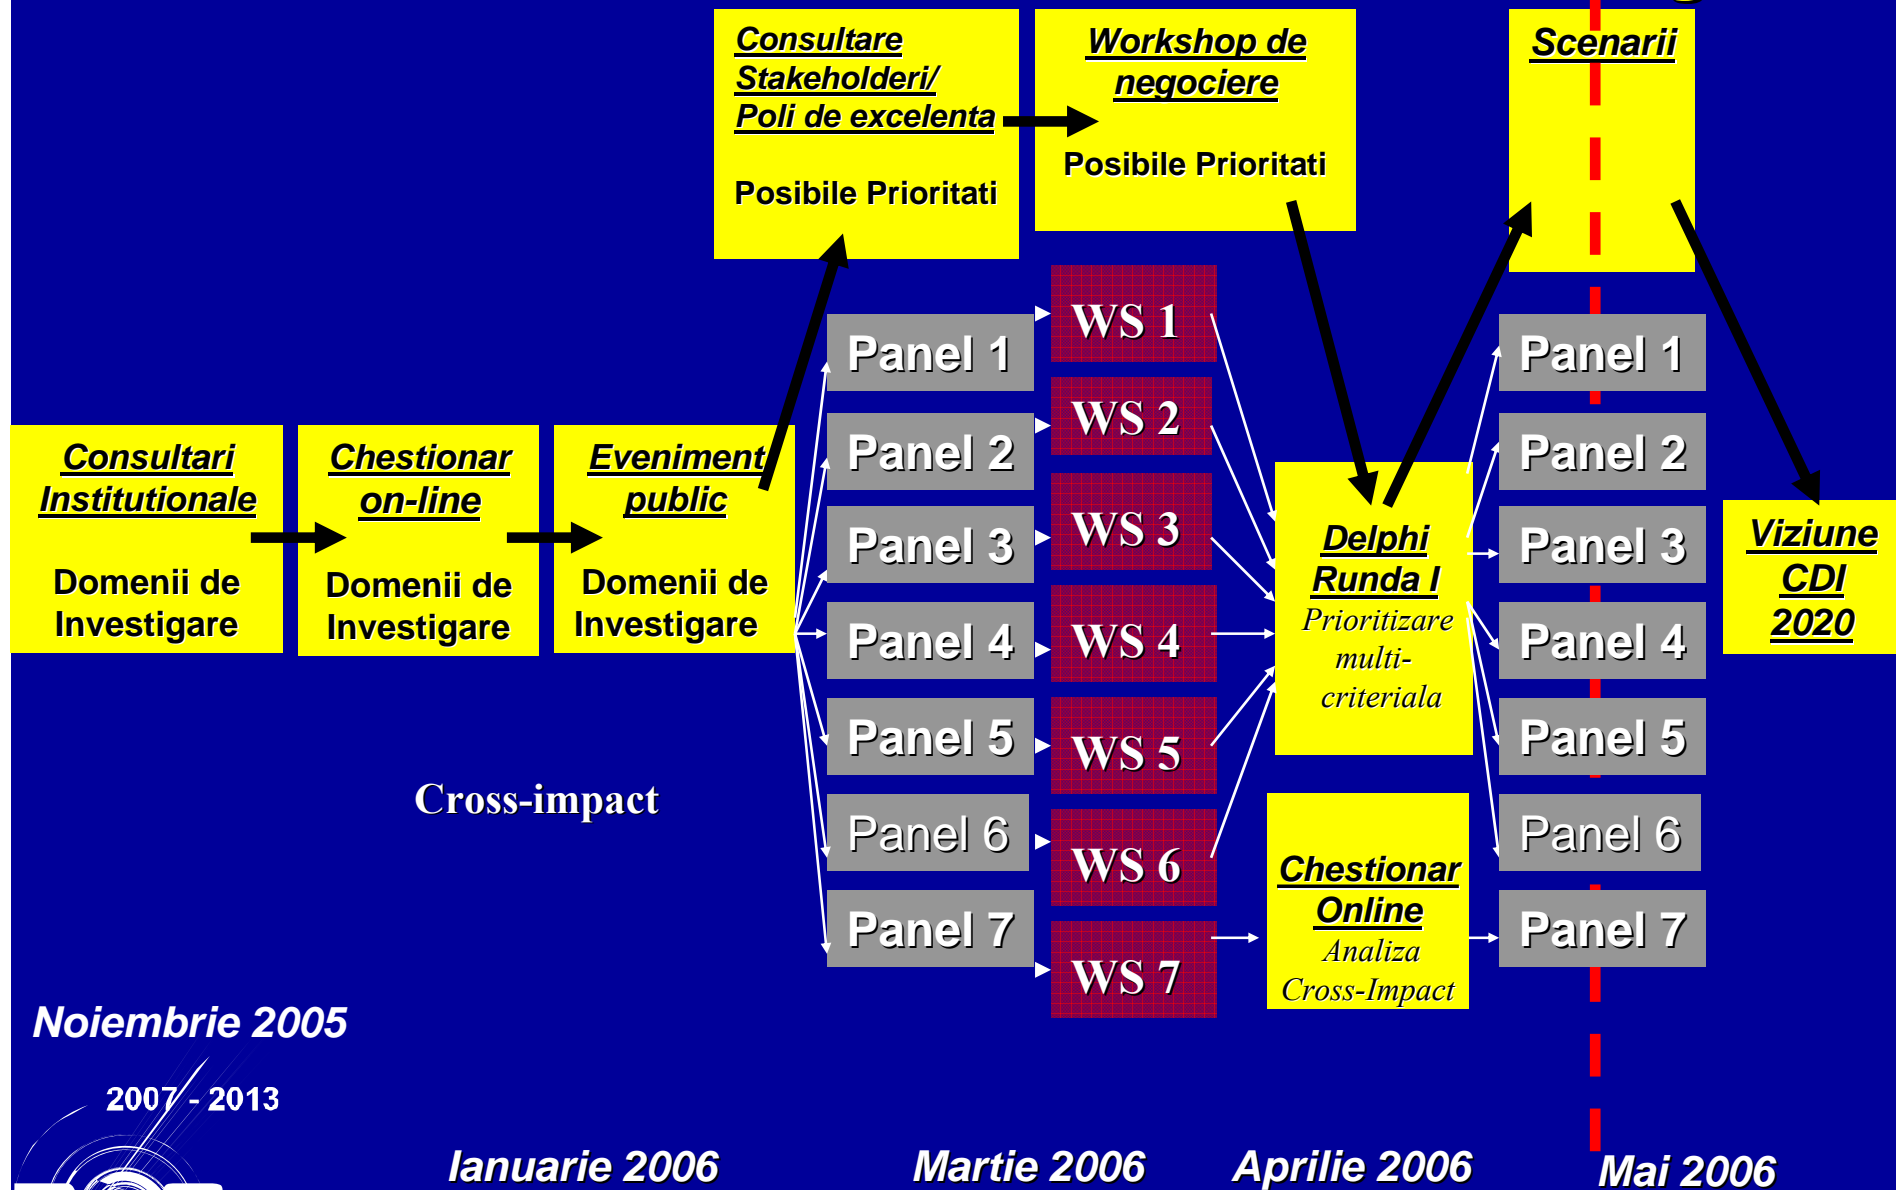 Consultare
Stakeholderi/
Poli de excelenta
Posibile Prioritati
Workshop de
negociere
Posibile Prioritati
Scenarii
Consultari
Institutionale
Domenii de
Investigare
Chestionar
on-line
Domenii de
Investigare
Eveniment
public
Domenii de
Investigare
Panel 1
Panel 2
Panel 3
Panel 4
Panel 5
Panel 6
Panel 7
WS 1
WS 2
WS 3
WS 4
WS 5
WS 6
WS 7
Delphi
Runda I
Prioritizare
multi-
criteriala
Chestionar
Online
Analiza
Cross-Impact
Panel 1
Panel 2
Panel 3
Panel 4
Panel 5
Panel 6
Panel 7
Viziune
CDI
2020
Cross-impact
Noiembrie 2005
2007 - 2013
Ianuarie 2006
Martie 2006
Aprilie 2006
Mai 2006